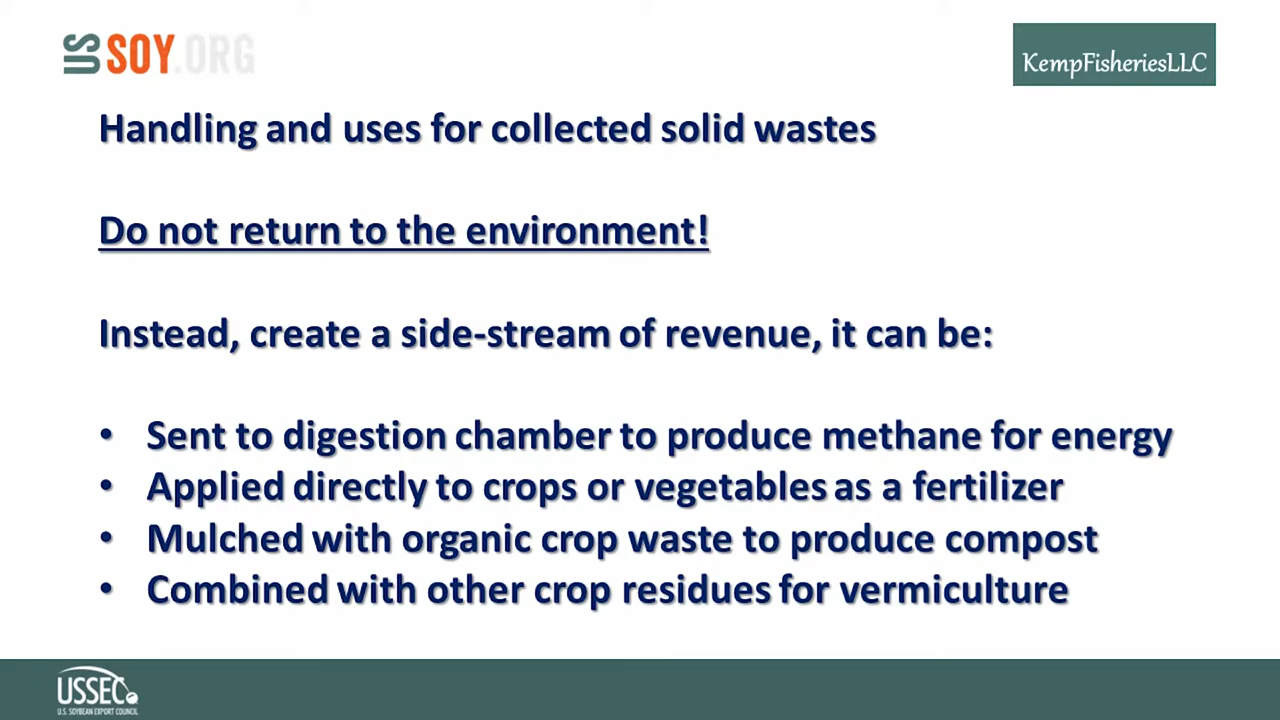 US SOY.ORG
KempFisheriesLLC
Handling and uses for collected solid wastes
Do not return to the environment!
Instead, create a side-stream of revenue, it can be:
• Sent to digestion chamber to produce methane for energy
• Applied directly to crops or vegetables as a fertilizer
• Mulched with organic crop waste to produce compost
• Combined with other crop residues for vermiculture
USSEC
U.S. SOYBEAN EXPORT COUNCIL